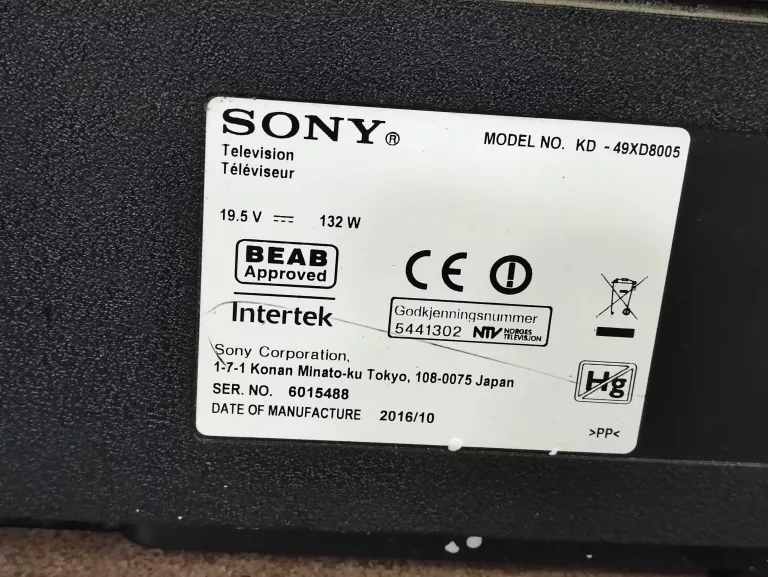 SONY®
MODEL NO. KD - 49XD8005
Television
Téléviseur
19.5 V 132 W
BEAB
Approved
Intertek
CE
Godkjenningsnummer
5441302 NTV NORGES
TELEVISJON
Sony Corporation,
1-7-1 Konan Minato-ku Tokyo, 108-0075 Japan
Hg
SER. NO. 6015488
DATE OF MANUFACTURE 2016/10
>PP<